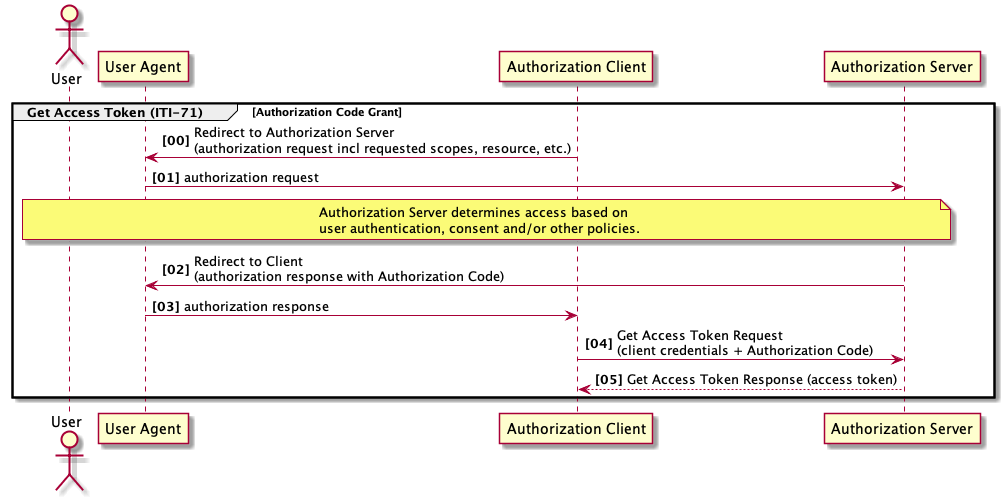 User
User Agent
Authorization Client
Authorization Server
Get Access Token (ITI-71)
[Authorization Code Grant]
[00] Redirect to Authorization Server
(authorization request incl requested scopes, resource, etc.)
[01] authorization request
Authorization Server determines access based on
user authentication, consent and/or other policies.
[02] Redirect to Client
(authorization response with Authorization Code)
[03] authorization response
[04] Get Access Token Request
(client credentials + Authorization Code)
[05] Get Access Token Response (access token)
User
User Agent
Authorization Client
Authorization Server